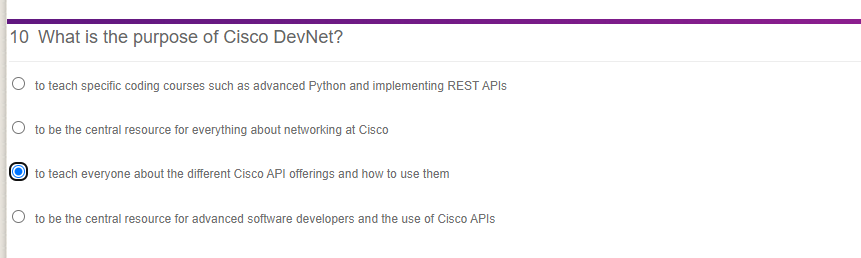 10 What is the purpose of Cisco DevNet?
to teach specific coding courses such as advanced Python and implementing REST APIs
to be the central resource for everything about networking at Cisco
to teach everyone about the different Cisco API offerings and how to use them
to be the central resource for advanced software developers and the use of Cisco APIs